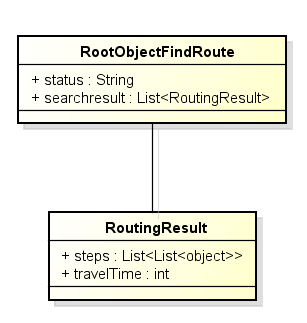 RootObjectFindRoute
+ status : String
+ searchresult : List<RoutingResult>
RoutingResult
+ steps : List<List<object>>
+ travelTime : int